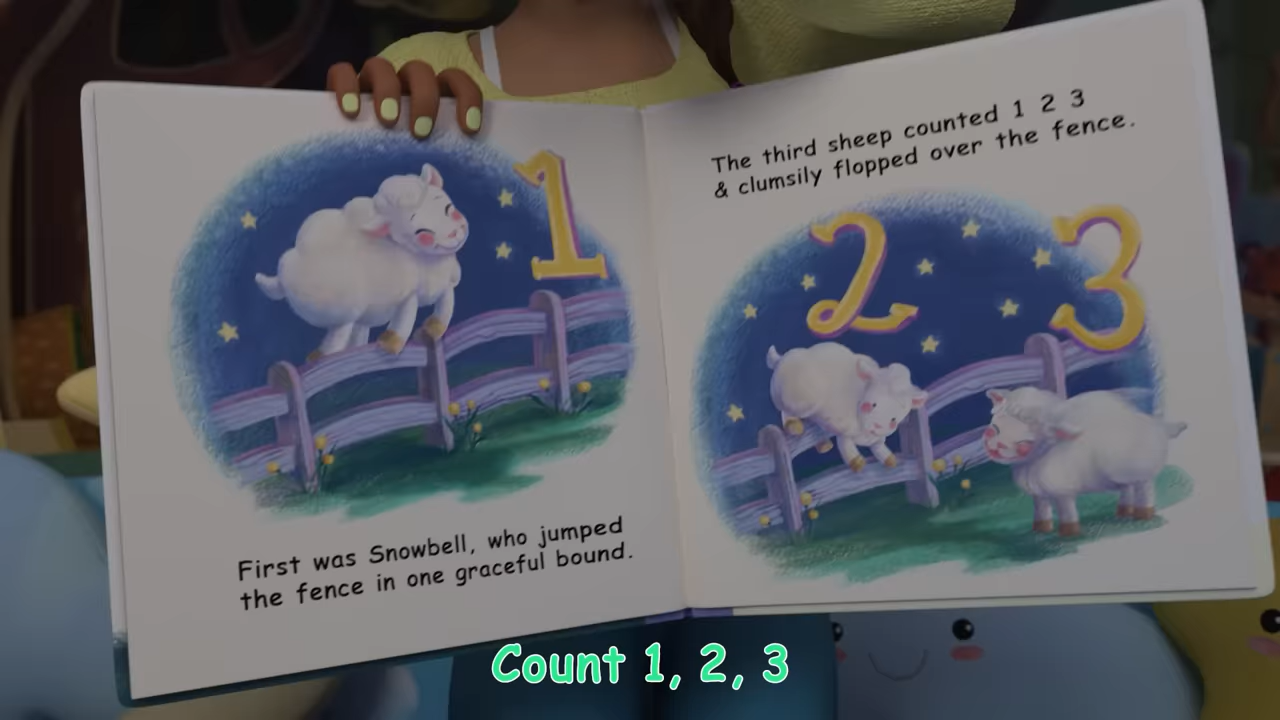 1
First was Snowbell, who jumped
the fence in one graceful bound.
The third sheep counted 1 2 3
& clumsily flopped over the fence.
2 3
Count 1, 2, 3